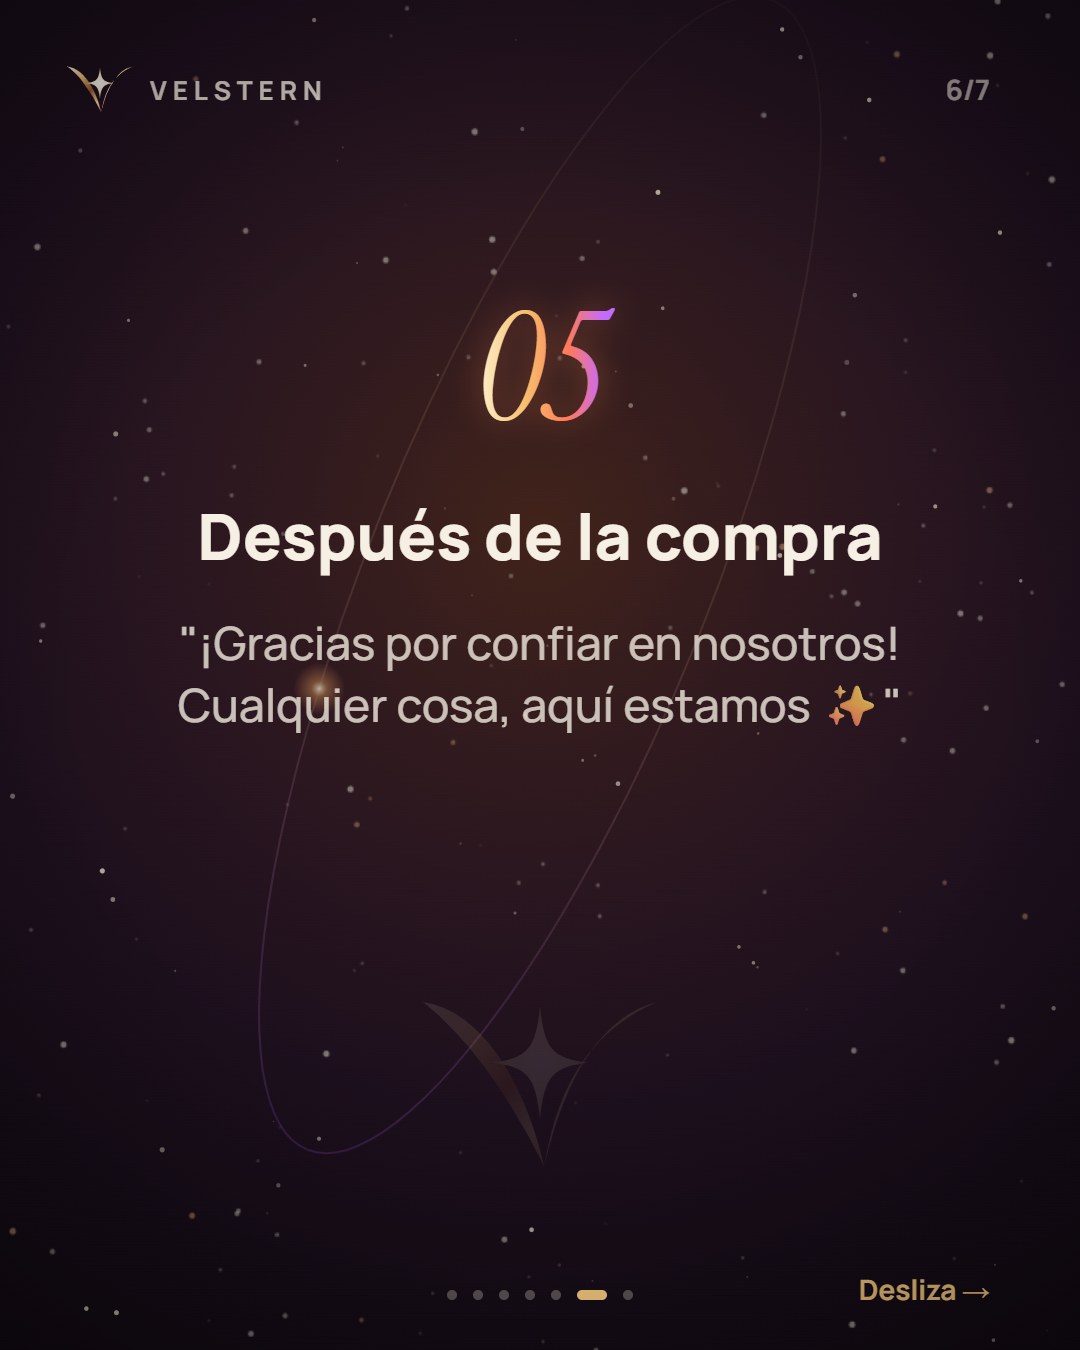 VELSTERN
6/7
05
Después de la compra
"¡Gracias por confiar en nosotros!
Cualquier cosa, aquí estamos ✨"
Desliza→